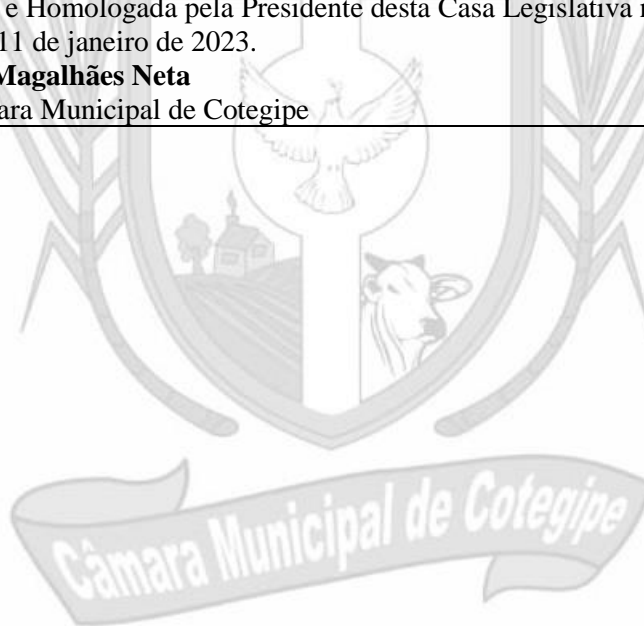 e Homologada pela Presidente desta Casa Legislativa
11 de janeiro de 2023.
Magalhães Neta
Municipal de Cotegipe
Câmara Municipal de Cotegipe